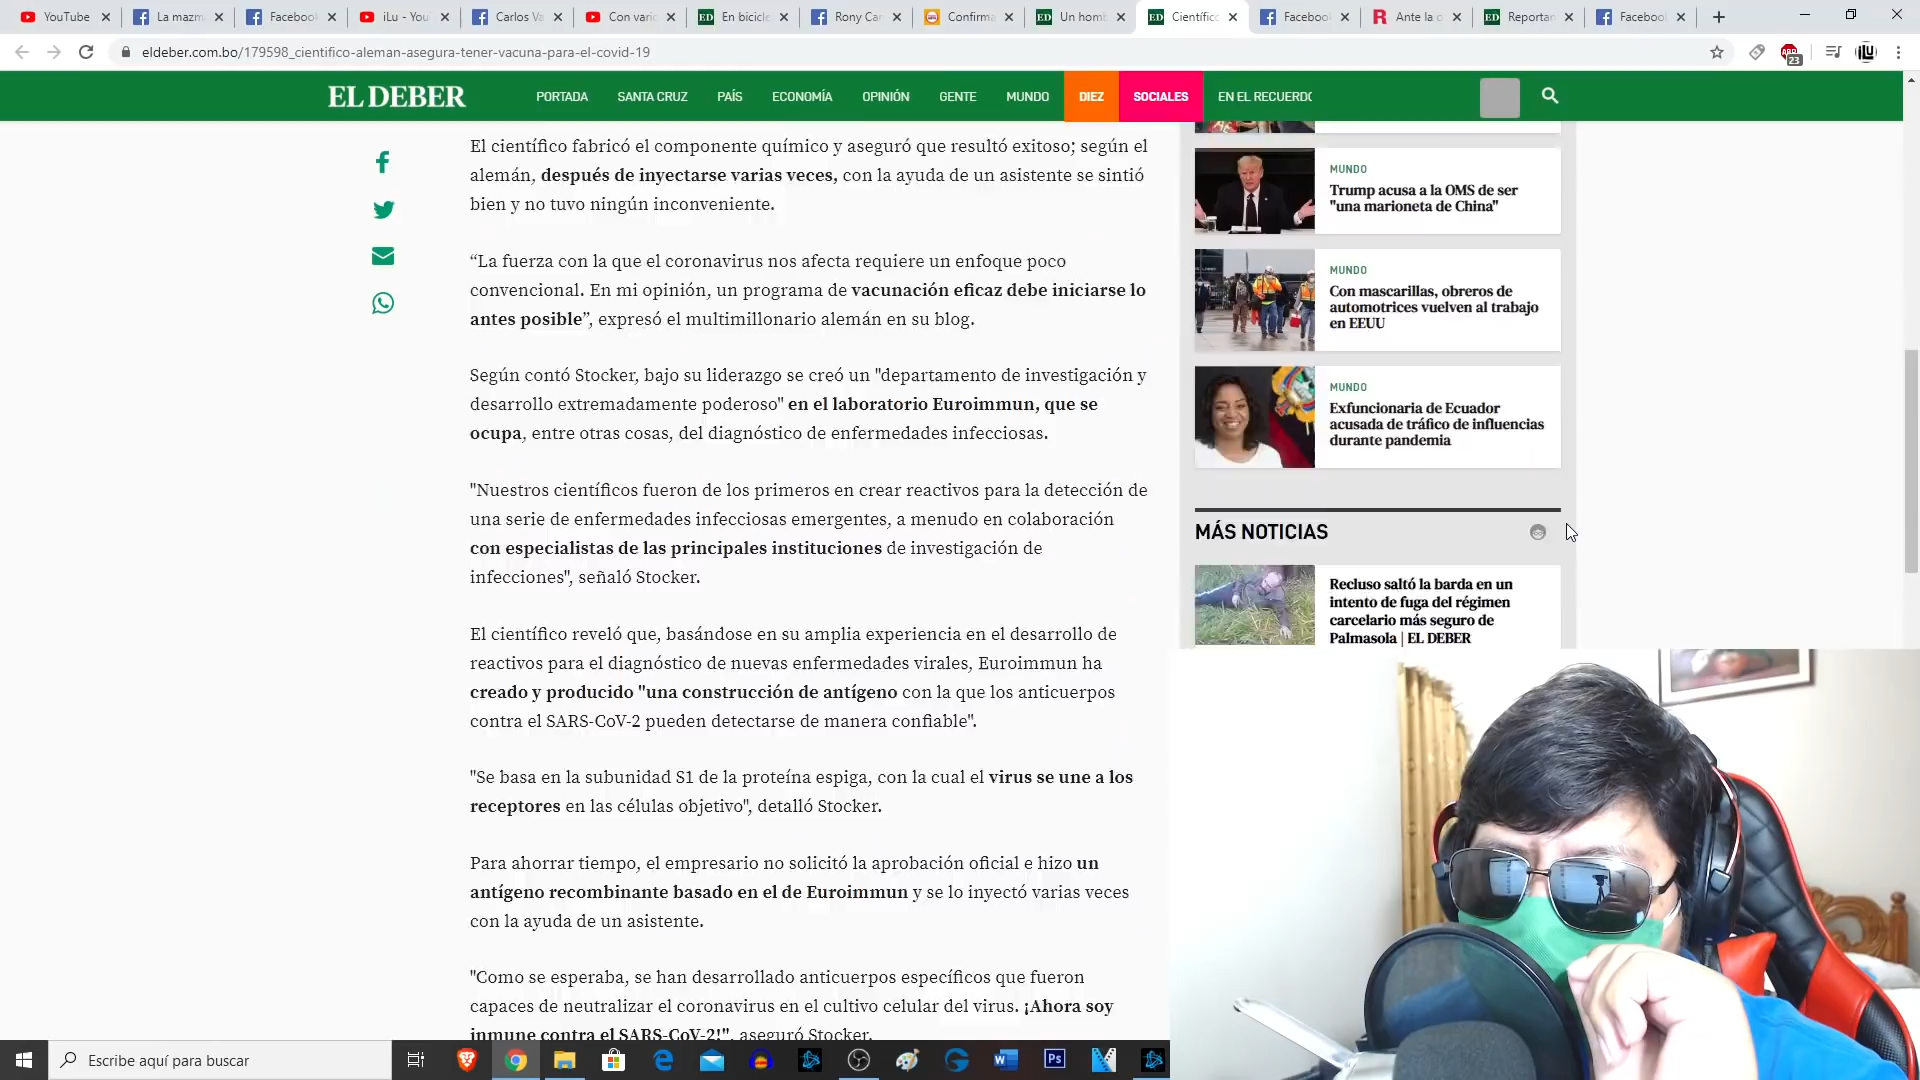 YouTube
La mazm
Facebook
iLu - You
Carlos Va
Con vario
En bicicle
Rony Car
Confirma
Un homb
Científico
Facebook
Ante la o
Reportan
Facebook
eldeber.com.bo/179598_cientifico-aleman-asegura-tener-vacuna-para-el-covid-19
23
EL DEBER
PORTADA SANTA CRUZ PAÍS ECONOMÍA OPINIÓN GENTE MUNDO DIEZ SOCIALES EN EL RECUERDO
El científico fabricó el componente químico y aseguró que resultó exitoso; según el
alemán, después de inyectarse varias veces, con la ayuda de un asistente se sintió
bien y no tuvo ningún inconveniente.
“La fuerza con la que el coronavirus nos afecta requiere un enfoque poco
convencional. En mi opinión, un programa de vacunación eficaz debe iniciarse lo
antes posible”, expresó el multimillonario alemán en su blog.
Según contó Stocker, bajo su liderazgo se creó un "departamento de investigación y
desarrollo extremadamente poderoso" en el laboratorio Euroimmun, que se
ocupa, entre otras cosas, del diagnóstico de enfermedades infecciosas.
"Nuestros científicos fueron de los primeros en crear reactivos para la detección de
una serie de enfermedades infecciosas emergentes, a menudo en colaboración
con especialistas de las principales instituciones de investigación de
infecciones", señaló Stocker.
El científico reveló que, basándose en su amplia experiencia en el desarrollo de
reactivos para el diagnóstico de nuevas enfermedades virales, Euroimmun ha
creado y producido "una construcción de antígeno con la que los anticuerpos
contra el SARS-CoV-2 pueden detectarse de manera confiable".
"Se basa en la subunidad S1 de la proteína espiga, con la cual el virus se une a los
receptores en las células objetivo", detalló Stocker.
Para ahorrar tiempo, el empresario no solicitó la aprobación oficial e hizo un
antígeno recombinante basado en el de Euroimmun y se lo inyectó varias veces
con la ayuda de un asistente.
"Como se esperaba, se han desarrollado anticuerpos específicos que fueron
capaces de neutralizar el coronavirus en el cultivo celular del virus. ¡Ahora soy
inmune contra el SARS-CoV-2!", aseguró Stocker.
MUNDO
Trump acusa a la OMS de ser
"una marioneta de China"
MUNDO
Con mascarillas, obreros de
automotrices vuelven al trabajo
en EEUU
MUNDO
Exfuncionaria de Ecuador
acusada de tráfico de influencias
durante pandemia
MÁS NOTICIAS
Recluso saltó la barda en un
intento de fuga del régimen
carcelario más seguro de
Palmasola | EL DEBER
Escribe aquí para buscar